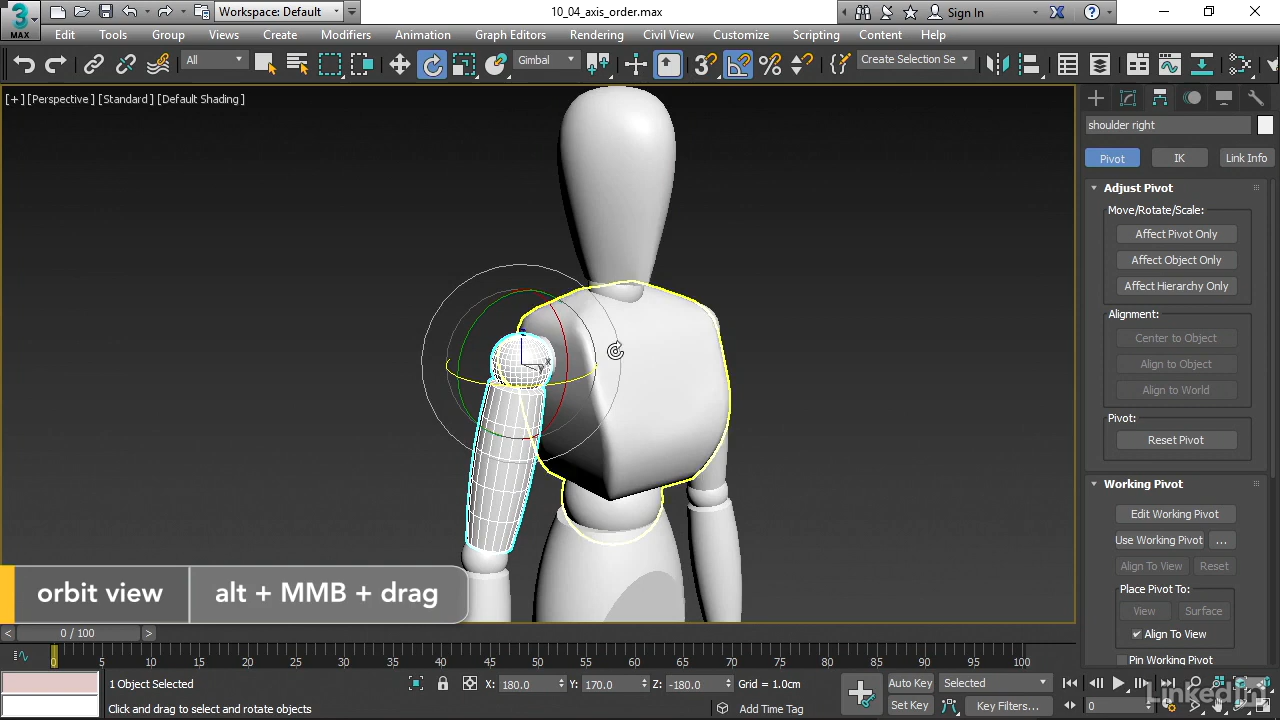 3
MAX
Workspace: Default
10_04_axis_order.max
Sign In
Edit
Tools
Group
Views
Create
Modifiers
Animation
Graph Editors
Rendering
Civil View
Customize
Scripting
Content
Help
All
Gimbal
Create Selection Se
[+] [Perspective ] [Standard ] [Default Shading ]
shoulder right
Pivot
IK
Link Info
Adjust Pivot
Move/Rotate/Scale:
Affect Pivot Only
Affect Object Only
Affect Hierarchy Only
Alignment:
Center to Object
Align to Object
Align to World
Pivot:
Reset Pivot
Working Pivot
Edit Working Pivot
Use Working Pivot
...
Align To View
Reset
Place Pivot To:
View
Surface
Align To View
Pin Working Pivot
orbit view
alt + MMB + drag
< 0 / 100 >
0 5 10 15 20 25 30 35 40 45 50 55 60 65 70 75 80 85 90 95 100
1 Object Selected
X: 180.0
Y: 170.0
Z: -180.0
Grid = 1.0cm
Auto Key
Selected
Click and drag to select and rotate objects
Add Time Tag
Set Key
Key Filters...
0
LinkedIn